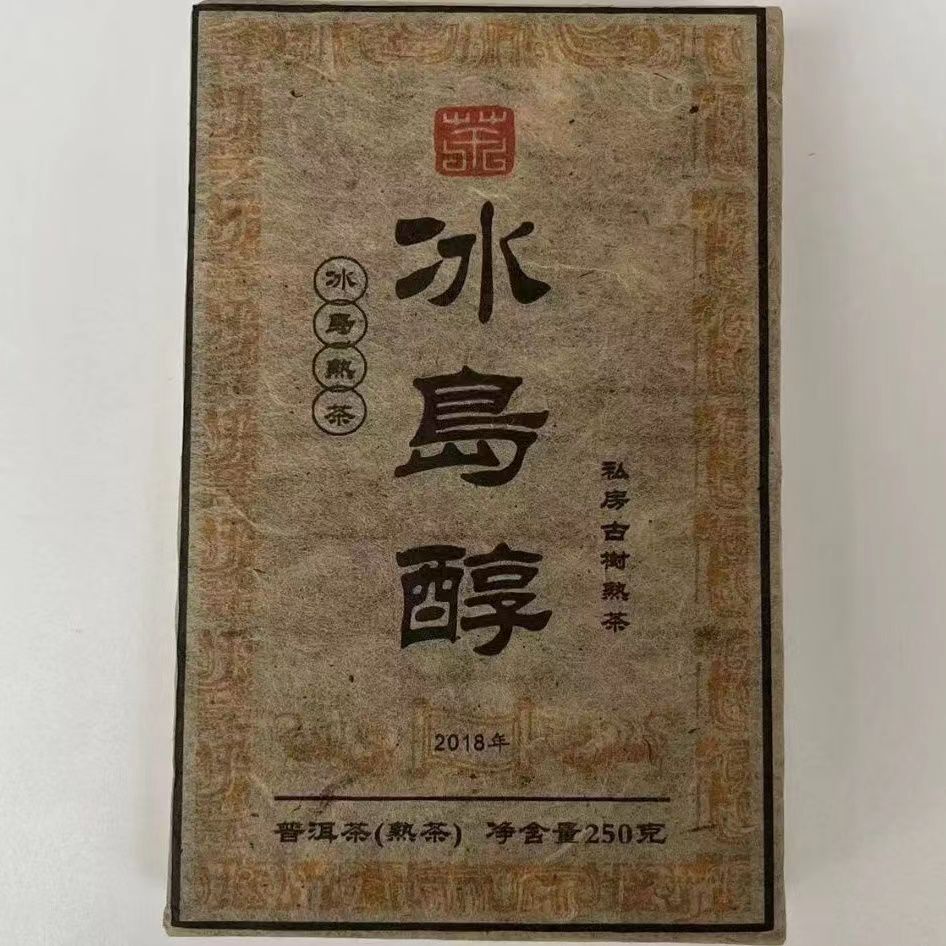 茶
冰島醇
冰島熟茶
私房古樹熟茶
2018年
普洱茶(熟茶) 净含量250克